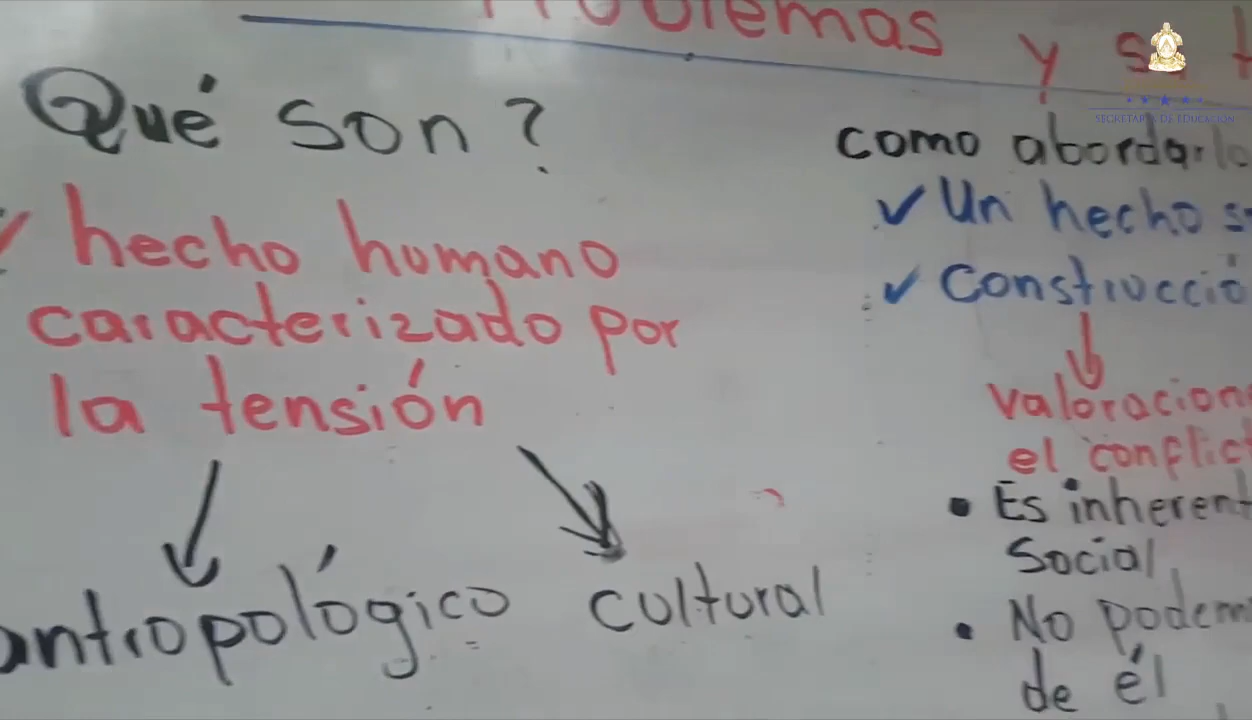 Problemas y
SECRETARÍA DE EDUCACIÓN
Qué son?
hecho humano
caracterizado por
la tensión
antropológico cultural
como abordarlo
Un hecho s
Construcció
valoracion
el conflict
• Es inherent
Social
• No podem
de él